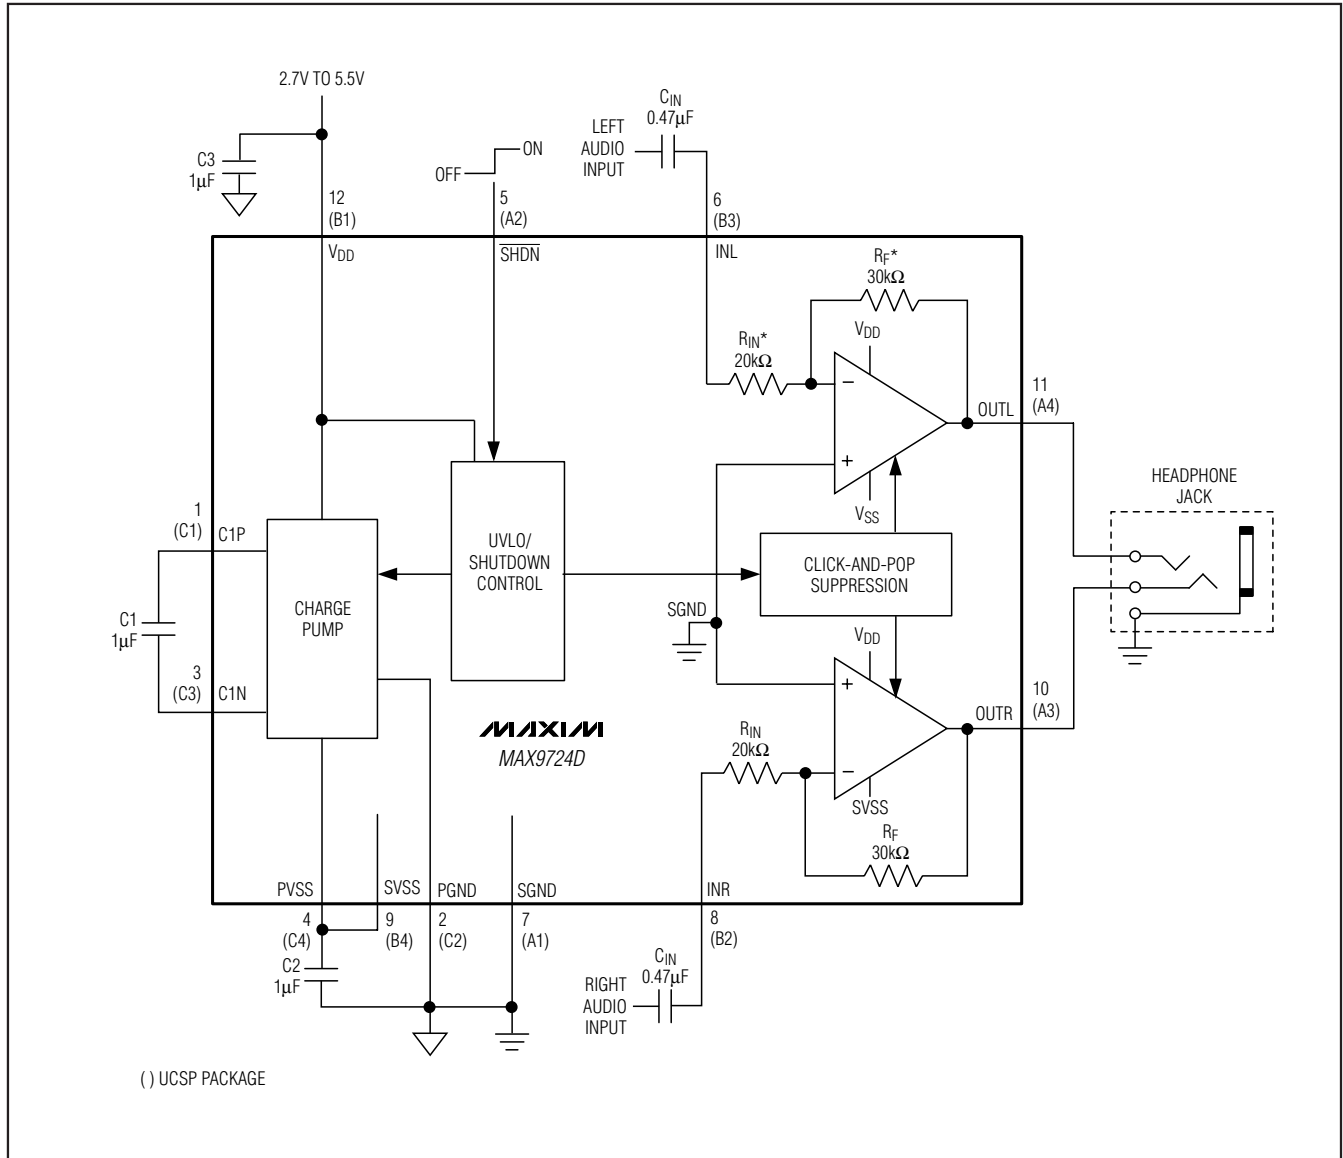 2.7V TO 5.5V
C3
1µF
12
(B1)
VDD
OFF
ON
5
(A2)
SHDN
LEFT
AUDIO
INPUT
CIN
0.47µF
6
(B3)
INL
RF*
30kΩ
RIN*
20kΩ
VDD
−
+
VSS
OUTL
11
(A4)
HEADPHONE
JACK
1
(C1)
C1P
C1
1µF
3
(C3)
C1N
CHARGE
PUMP
UVLO/
SHUTDOWN
CONTROL
CLICK-AND-POP
SUPPRESSION
SGND
VDD
+
−
SVSS
OUTR
10
(A3)
RIN
20kΩ
RF
30kΩ
MAXIM
MAX9724D
PVSS
SVSS
PGND
SGND
INR
4
(C4)
9
(B4)
2
(C2)
7
(A1)
8
(B2)
C2
1µF
RIGHT
AUDIO
INPUT
CIN
0.47µF
( ) UCSP PACKAGE